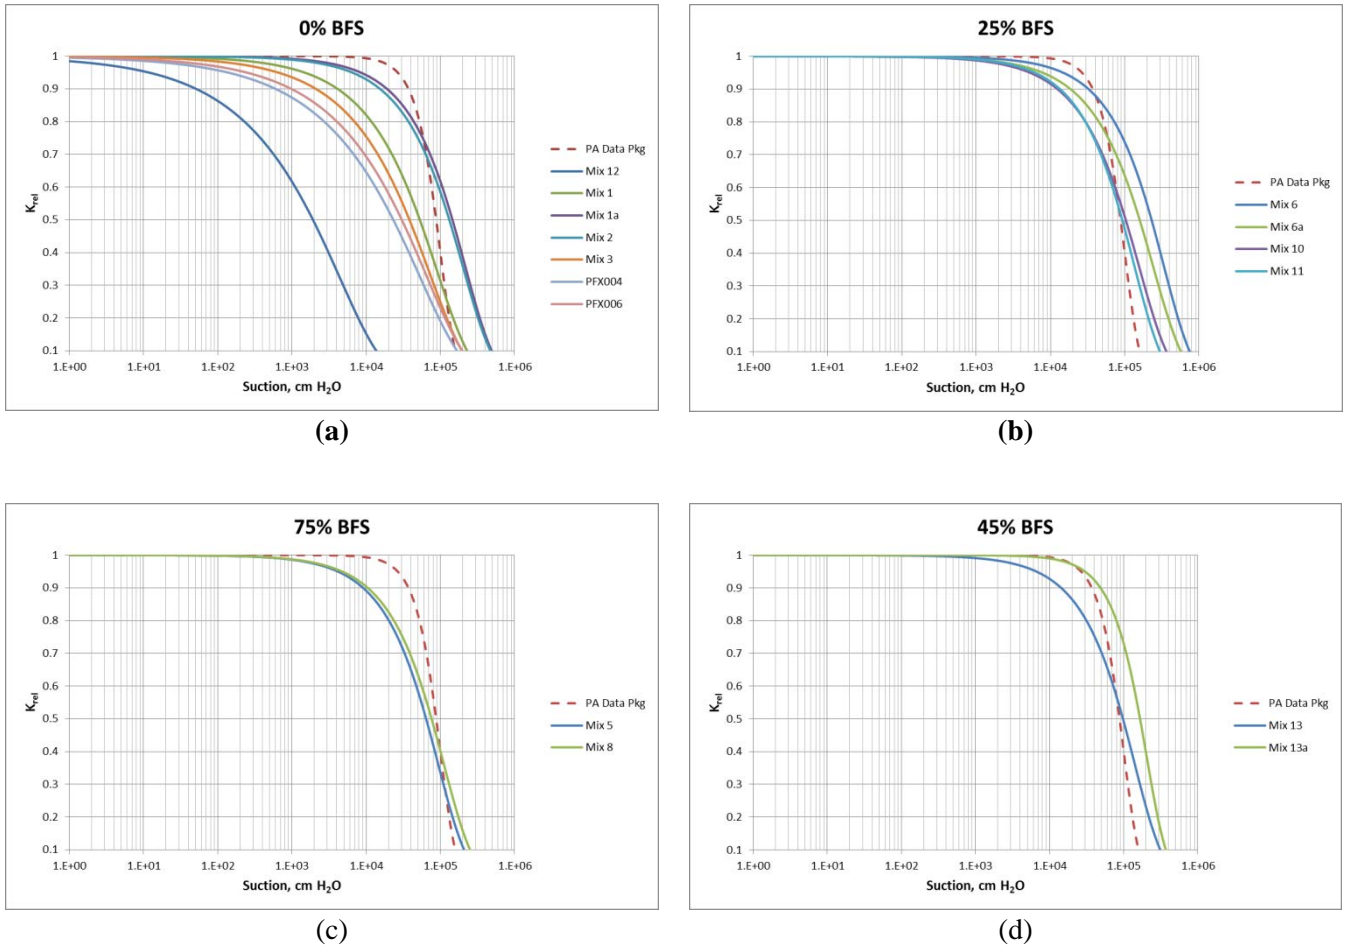 0% BFS
1
0.9
0.8
0.7
0.6
0.5
0.4
0.3
0.2
0.1
K_rel
1.E+00 1.E+01 1.E+02 1.E+03 1.E+04 1.E+05 1.E+06
Suction, cm H₂O
PA Data Pkg
Mix 12
Mix 1
Mix 1a
Mix 2
Mix 3
PFX004
PFX006
(a)
25% BFS
1
0.9
0.8
0.7
0.6
0.5
0.4
0.3
0.2
0.1
K_rel
1.E+00 1.E+01 1.E+02 1.E+03 1.E+04 1.E+05 1.E+06
Suction, cm H₂O
PA Data Pkg
Mix 6
Mix 6a
Mix 10
Mix 11
(b)
75% BFS
1
0.9
0.8
0.7
0.6
0.5
0.4
0.3
0.2
0.1
K_rel
1.E+00 1.E+01 1.E+02 1.E+03 1.E+04 1.E+05 1.E+06
Suction, cm H₂O
PA Data Pkg
Mix 5
Mix 8
(c)
45% BFS
1
0.9
0.8
0.7
0.6
0.5
0.4
0.3
0.2
0.1
K_rel
1.E+00 1.E+01 1.E+02 1.E+03 1.E+04 1.E+05 1.E+06
Suction, cm H₂O
PA Data Pkg
Mix 13
Mix 13a
(d)